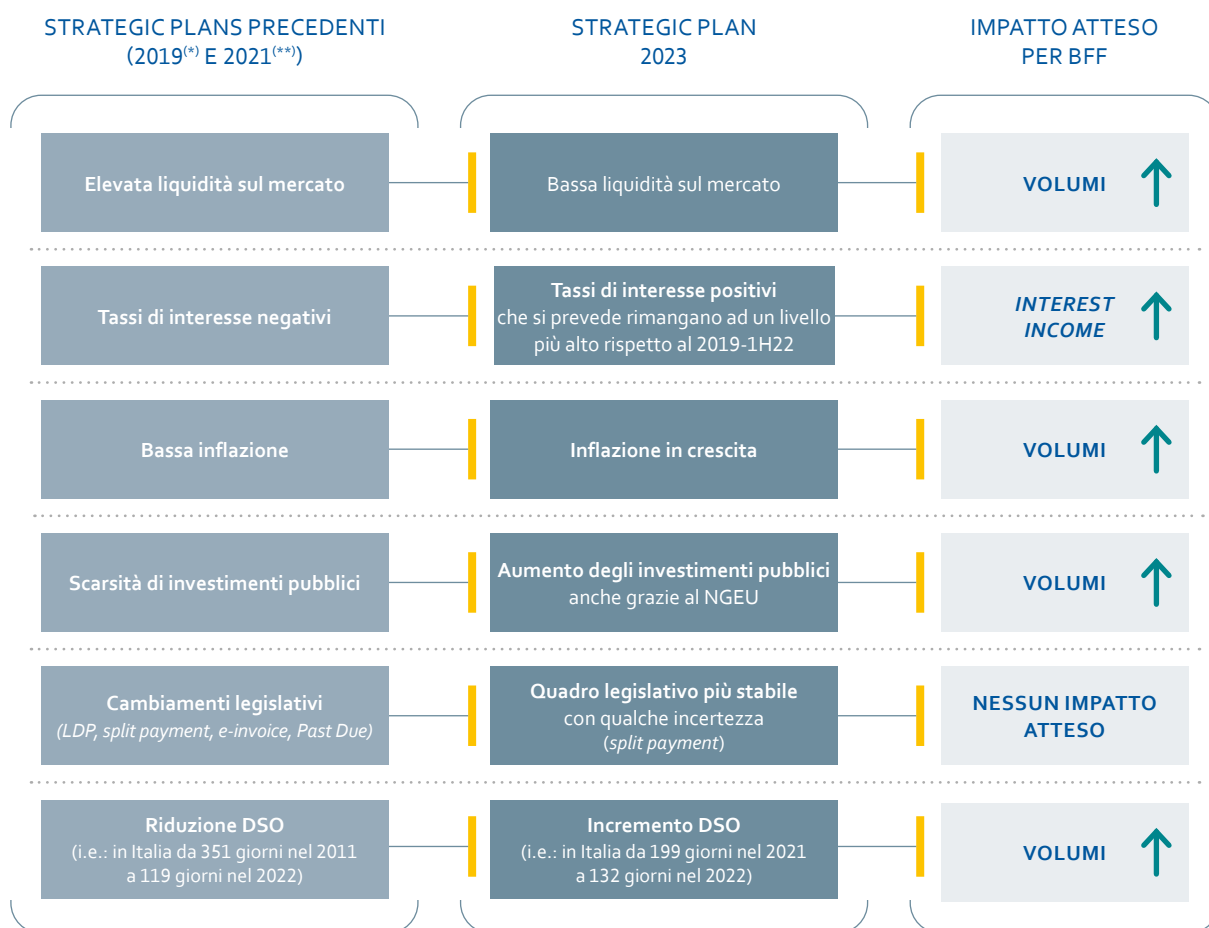 STRATEGIC PLANS PRECEDENTI
(2019(*) E 2021(**))
STRATEGIC PLAN
2023
IMPATTO ATTESO
PER BFF
Elevata liquidità sul mercato
Bassa liquidità sul mercato
VOLUMI
Tassi di interesse negativi
Tassi di interesse positivi
che si prevede rimangano ad un livello
più alto rispetto al 2019-1H22
INTEREST
INCOME
Bassa inflazione
Inflazione in crescita
VOLUMI
Scarsità di investimenti pubblici
Aumento degli investimenti pubblici
anche grazie al NGEU
VOLUMI
Cambiamenti legislativi
(LDP, split payment, e-invoice, Past Due)
Quadro legislativo più stabile
con qualche incertezza
(split payment)
NESSUN IMPATTO
ATTESO
Riduzione DSO
(i.e.: in Italia da 351 giorni nel 2011
a 119 giorni nel 2022)
Incremento DSO
(i.e.: in Italia da 199 giorni nel 2021
a 132 giorni nel 2022)
VOLUMI